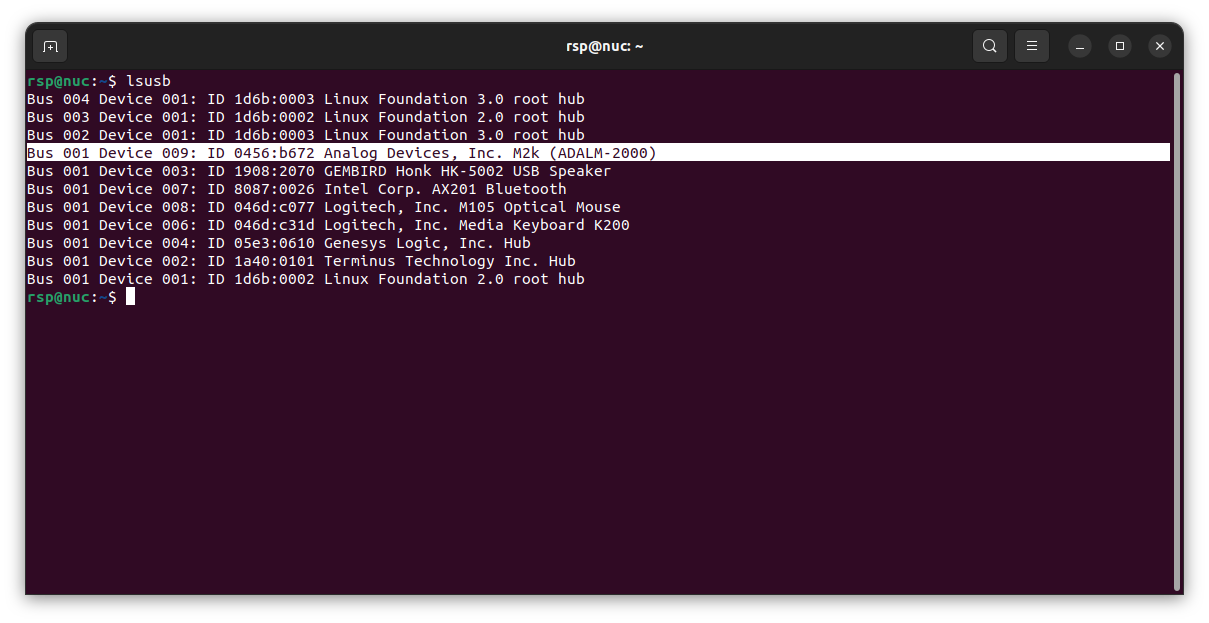 rsp@nuc: ~
rsp@nuc:~$ lsusb
Bus 004 Device 001: ID 1d6b:0003 Linux Foundation 3.0 root hub
Bus 003 Device 001: ID 1d6b:0002 Linux Foundation 2.0 root hub
Bus 002 Device 001: ID 1d6b:0003 Linux Foundation 3.0 root hub
Bus 001 Device 009: ID 0456:b672 Analog Devices, Inc. M2k (ADALM-2000)
Bus 001 Device 003: ID 1908:2070 GEMBIRD Honk HK-5002 USB Speaker
Bus 001 Device 007: ID 8087:0026 Intel Corp. AX201 Bluetooth
Bus 001 Device 008: ID 046d:c077 Logitech, Inc. M105 Optical Mouse
Bus 001 Device 006: ID 046d:c31d Logitech, Inc. Media Keyboard K200
Bus 001 Device 004: ID 05e3:0610 Genesys Logic, Inc. Hub
Bus 001 Device 002: ID 1a40:0101 Terminus Technology Inc. Hub
Bus 001 Device 001: ID 1d6b:0002 Linux Foundation 2.0 root hub
rsp@nuc:~$